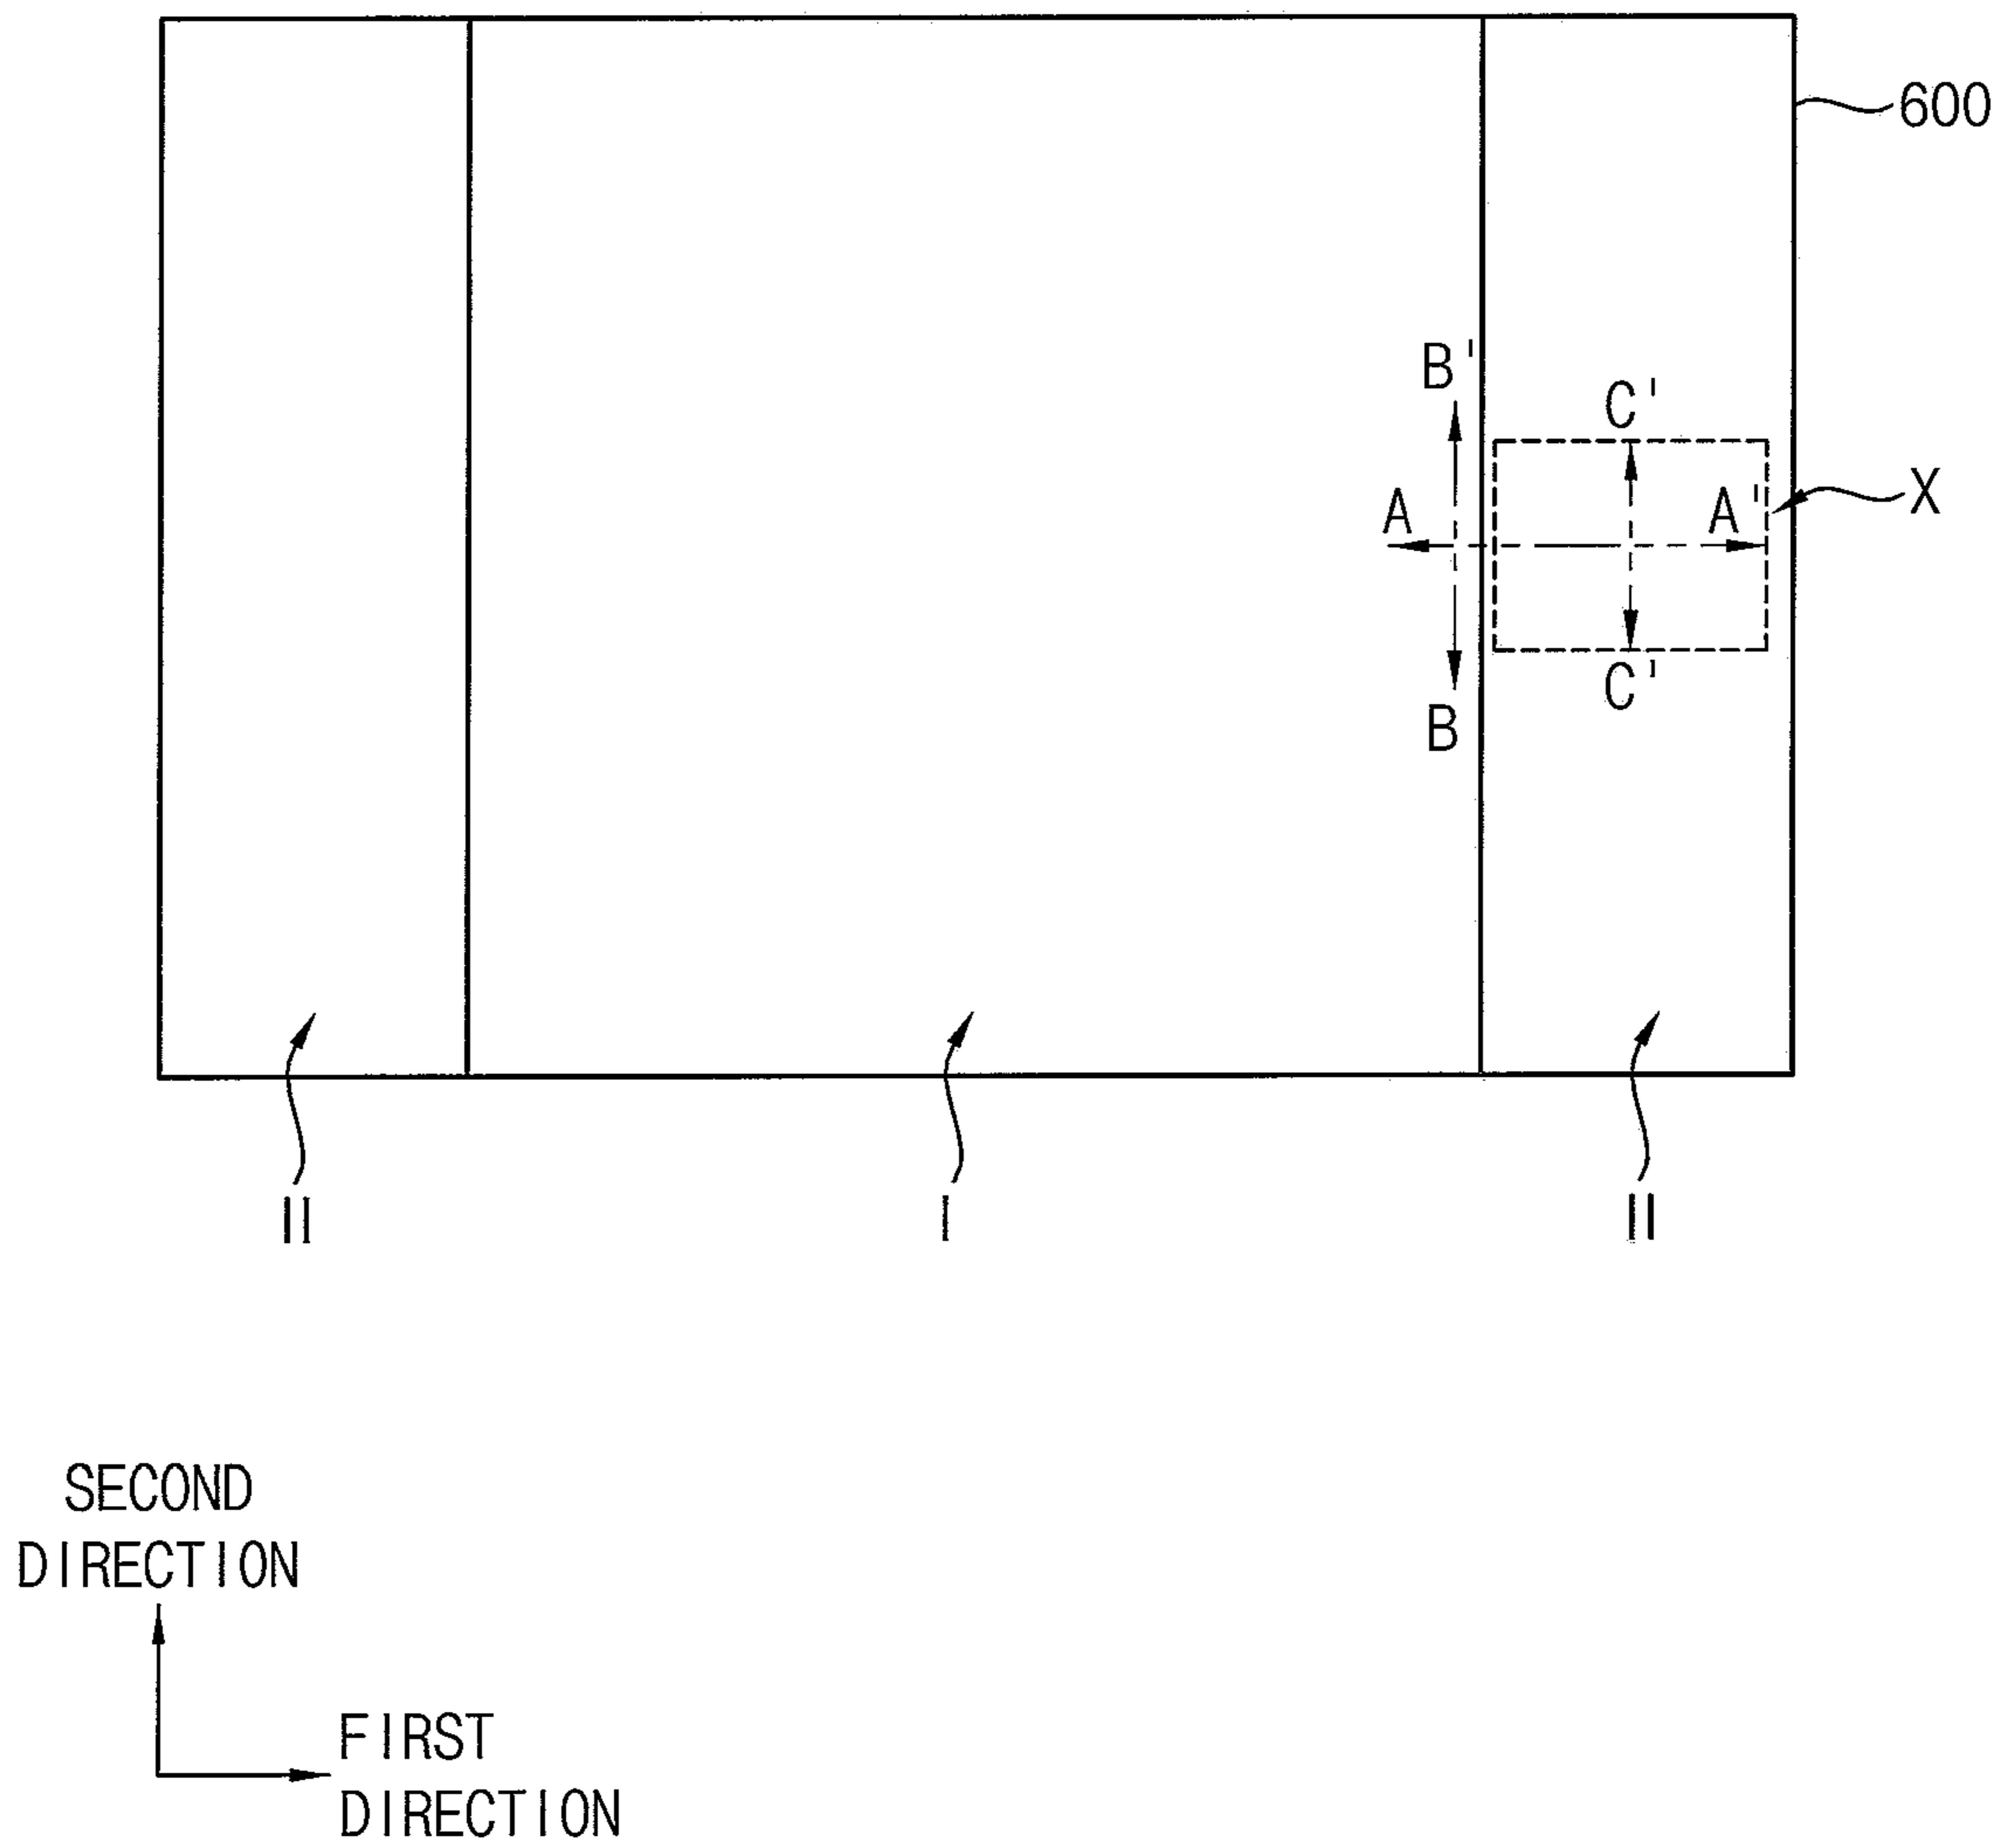 600
B'
C'
A
A'
X
C'
B
II
I
II
SECOND
DIRECTION
FIRST
DIRECTION